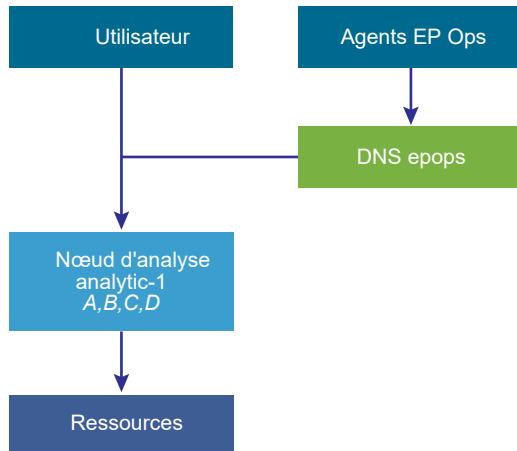 Utilisateur
Agents EP Ops
DNS epops
Nœud d'analyse
analytic-1
A,B,C,D
Ressources